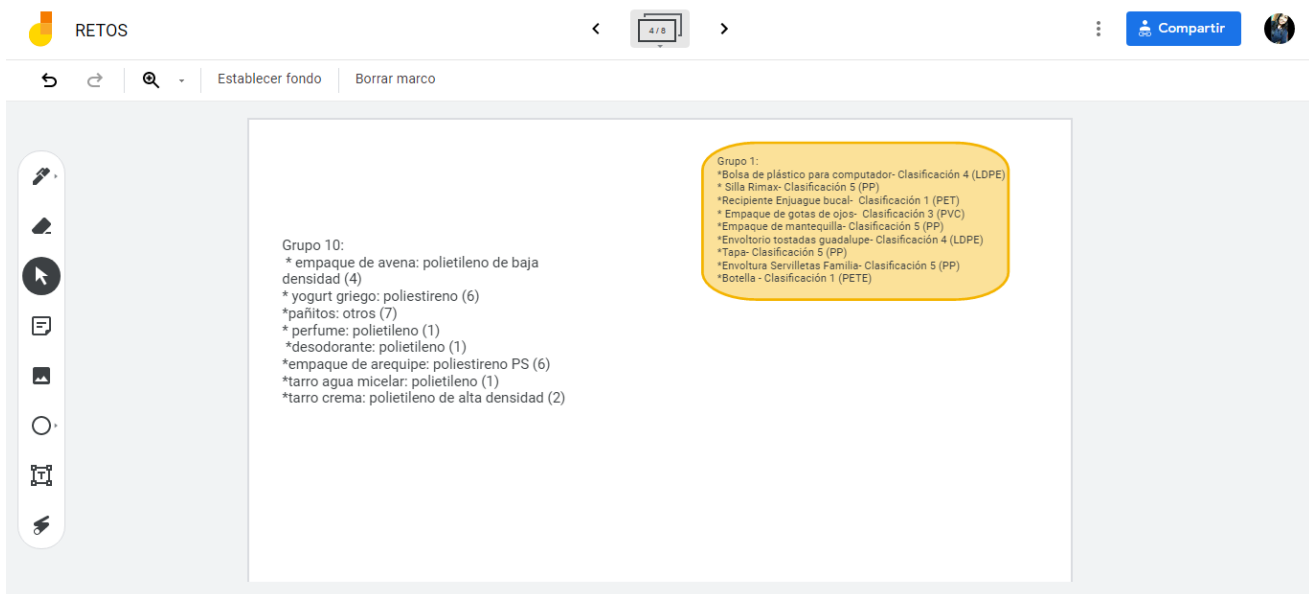 RETOS
4 / 8
Compartir
Establecer fondo
Borrar marco
Grupo 1:
*Bolsa de plástico para computador- Clasificación 4 (LDPE)
* Silla Rimax- Clasificación 5 (PP)
*Recipiente Enjuague bucal-  Clasificación 1 (PET)
* Empaque de gotas de ojos-  Clasificación 3 (PVC)
*Empaque de mantequilla- Clasificación 5 (PP)
*Envoltorio tostadas guadalupe- Clasificación 4 (LDPE)
*Tapa- Clasificación 5 (PP)
*Envoltura Servilletas Familia- Clasificación 5 (PP)
*Botella - Clasificación 1 (PETE)
Grupo 10:
* empaque de avena: polietileno de baja
densidad (4)
* yogurt griego: poliestireno (6)
*pañitos: otros (7)
* perfume: polietileno (1)
*desodorante: polietileno (1)
*empaque de arequipe: poliestireno PS (6)
*tarro agua micelar: polietileno (1)
*tarro crema: polietileno de alta densidad (2)